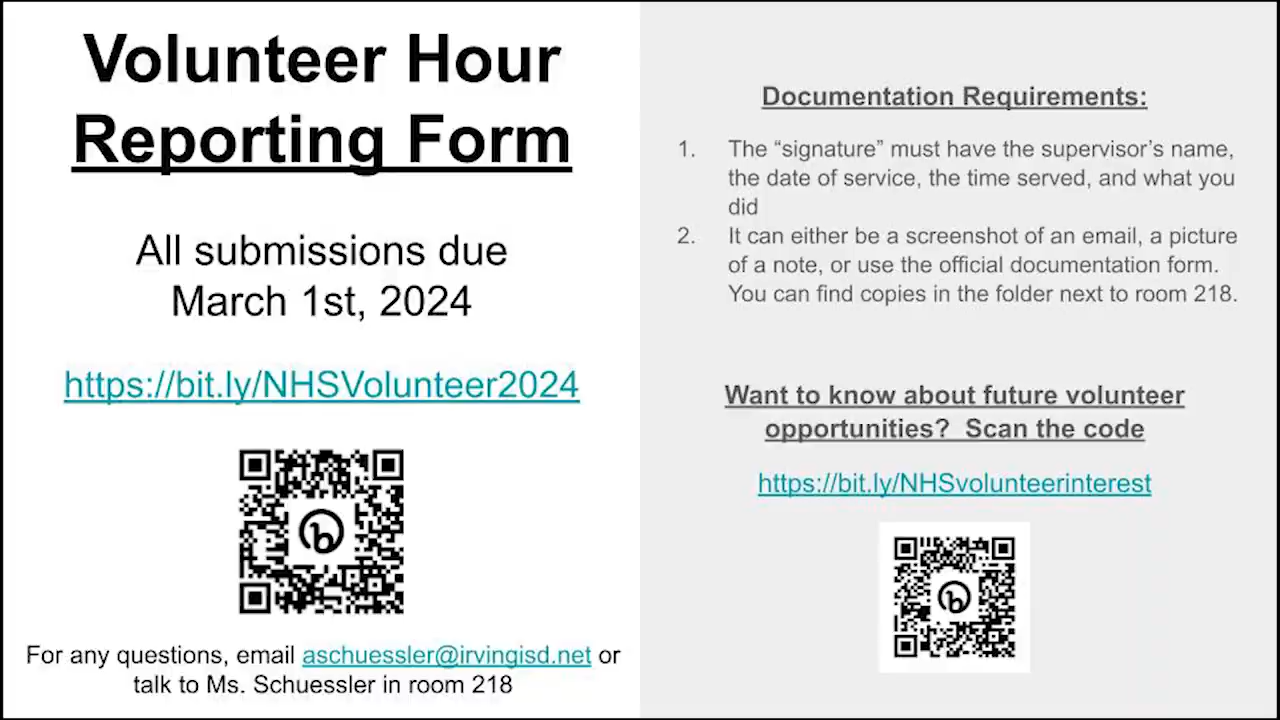 Volunteer Hour
Reporting Form
All submissions due
March 1st, 2024
https://bit.ly/NHSVolunteer2024
b
For any questions, email aschuessler@irvingisd.net or
talk to Ms. Schuessler in room 218
Documentation Requirements:
1. The “signature” must have the supervisor’s name,
the date of service, the time served, and what you
did
2. It can either be a screenshot of an email, a picture
of a note, or use the official documentation form.
You can find copies in the folder next to room 218.
Want to know about future volunteer
opportunities? Scan the code
https://bit.ly/NHSvolunteerinterest
b